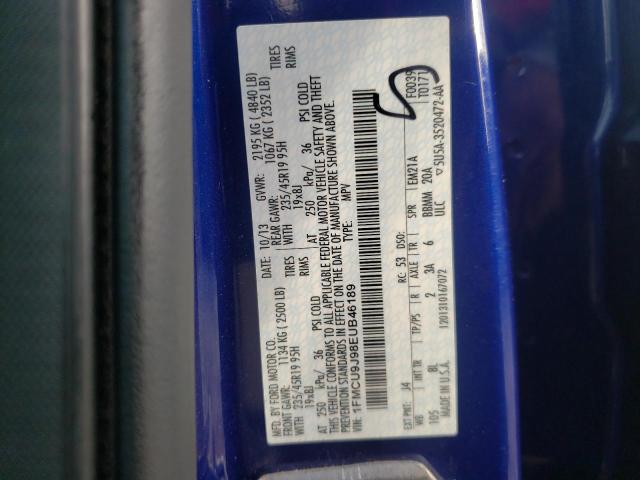 MFD. BY FORD MOTOR CO. DATE: 10/13 GVWR: 2195 KG ( 4840 LB)
FRONT GAWR: 1134 KG ( 2500 LB) REAR GAWR: 1067 KG ( 2352 LB)
WITH 235/45R19 95H TIRES WITH 235/45R19 95H TIRES
19x8J RIMS 19x8J RIMS
AT 250 kPa/ 36 PSI COLD AT 250 kPa/ 36 PSI COLD
THIS VEHICLE CONFORMS TO ALL APPLICABLE FEDERAL MOTOR VEHICLE SAFETY AND THEFT
PREVENTION STANDARDS IN EFFECT ON THE DATE OF MANUFACTURE SHOWN ABOVE.
VIN: 1FMCU9J98EUB46189 TYPE: MPV
EXT PNT: J4 RC: 53 DSO: F0039
WB INT TR TP/PS R AXLE TR SPR EM21A T0171
105 8L 2 3A 6 BBMM 20A
1201310167072 ULC ▽5U5A-3520472-AA
MADE IN U.S.A.